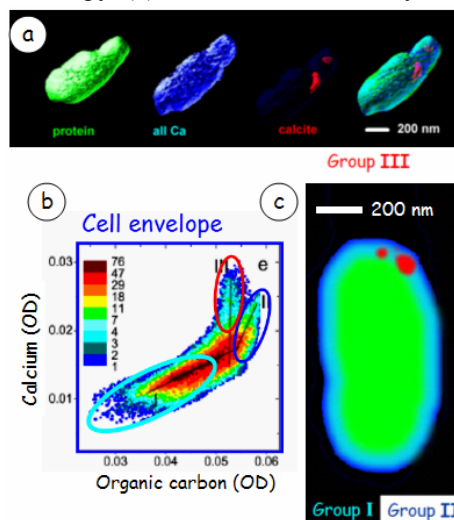 a
protein
all Ca
calcite
200 nm
Group III
b
Cell envelope
c
200 nm
0.03
0.02
0.01
76
47
29
18
11
7
4
3
2
1
III
e
I
Calcium (OD)
0.03 0.04 0.05 0.06
Organic carbon (OD)
Group I
Group II